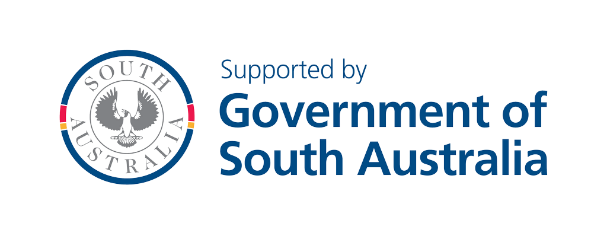 SOUTH
AUSTRALIA
Supported by
Government of
South Australia